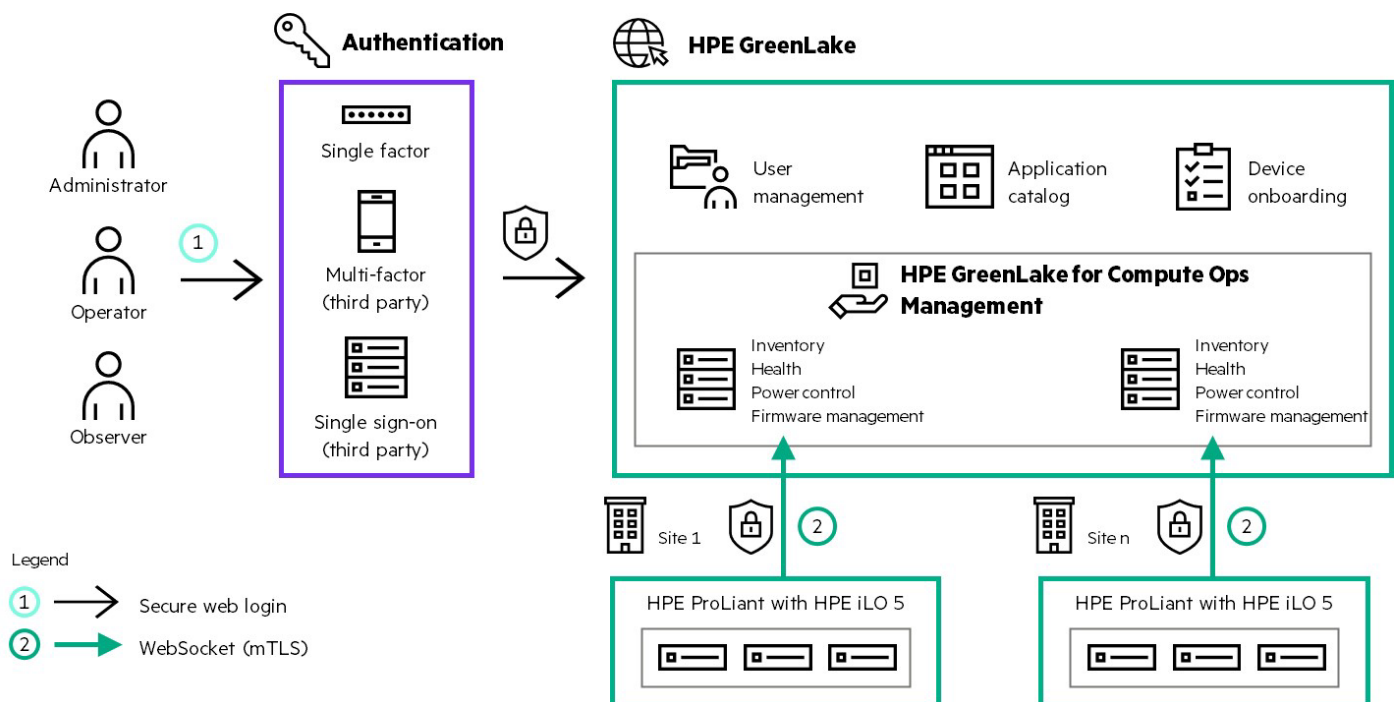 Authentication
HPE GreenLake
Administrator
Operator
Observer
1
Single factor
Multi-factor
(third party)
Single sign-on
(third party)
User
management
Application
catalog
Device
onboarding
HPE GreenLake for Compute Ops
Management
Inventory
Health
Power control
Firmware management
Inventory
Health
Power control
Firmware management
Site 1
2
Site n
2
HPE ProLiant with HPE iLO 5
HPE ProLiant with HPE iLO 5
Legend
1 Secure web login
2 WebSocket (mTLS)